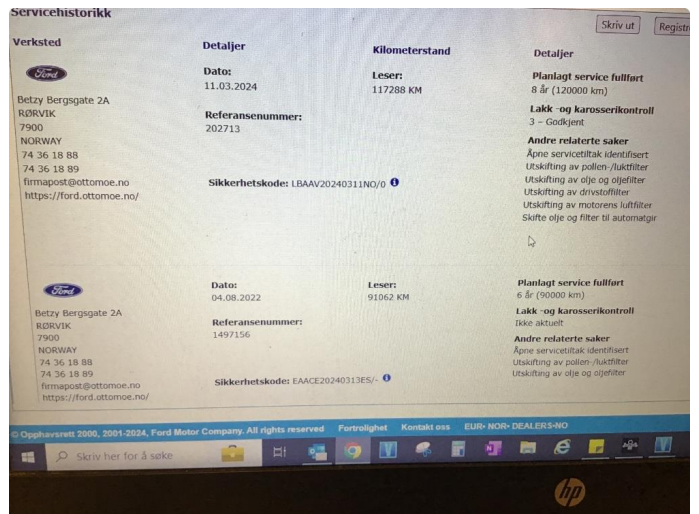 Servicehistorikk
Skriv ut
Registr
Verksted
Detaljer
Kilometerstand
Detaljer
Ford
Betzy Bergsgate 2A
RØRVIK
7900
NORWAY
74 36 18 88
74 36 18 89
firmapost@ottomoe.no
https://ford.ottomoe.no/
Dato:
11.03.2024
Referansenummer:
202713
Sikkerhetskode: LBAAV20240311NO/0
Leser:
117288 KM
Planlagt service fullført
8 år (120000 km)
Lakk -og karosserikontroll
3 – Godkjent
Andre relaterte saker
Åpne servicetiltak identifisert
Utskifting av pollen-/luftfilter
Utskifting av olje og oljefilter
Utskifting av drivstoffilter
Utskifting av motorens luftfilter
Skifte olje og filter til automatgir
Ford
Betzy Bergsgate 2A
RØRVIK
7900
NORWAY
74 36 18 88
74 36 18 89
firmapost@ottomoe.no
https://ford.ottomoe.no/
Dato:
04.08.2022
Referansenummer:
1497156
Sikkerhetskode: EAACE20240313ES/-
Leser:
91062 KM
Planlagt service fullført
6 år (90000 km)
Lakk -og karosserikontroll
Ikke aktuelt
Andre relaterte saker
Åpne servicetiltak identifisert
Utskifting av pollen-/luftfilter
Utskifting av olje og oljefilter
© Opphavsrett 2000, 2001-2024, Ford Motor Company. All rights reserved Fortrolighet Kontakt oss EUR- NOR- DEALERS-NO
Skriv her for å søke
hp